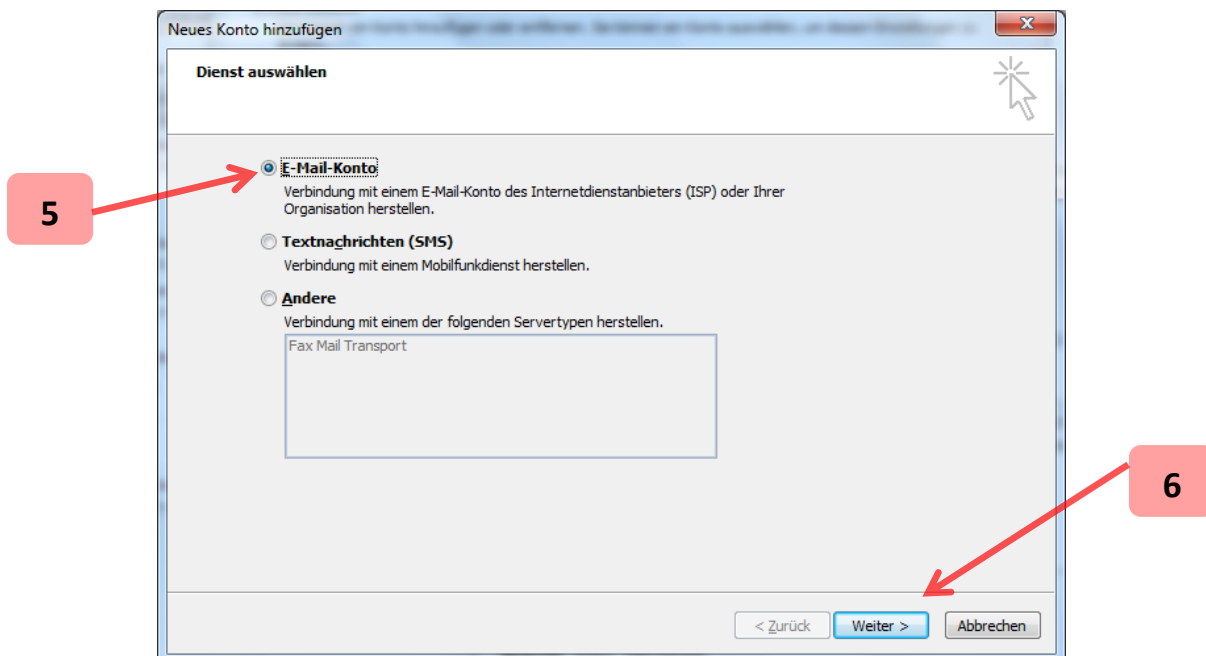 Neues Konto hinzufügen
Dienst auswählen
E-Mail-Konto
Verbindung mit einem E-Mail-Konto des Internetdienstanbieters (ISP) oder Ihrer
Organisation herstellen.
5
Textnachrichten (SMS)
Verbindung mit einem Mobilfunkdienst herstellen.
Andere
Verbindung mit einem der folgenden Servertypen herstellen.
Fax Mail Transport
6
< Zurück Weiter > Abbrechen